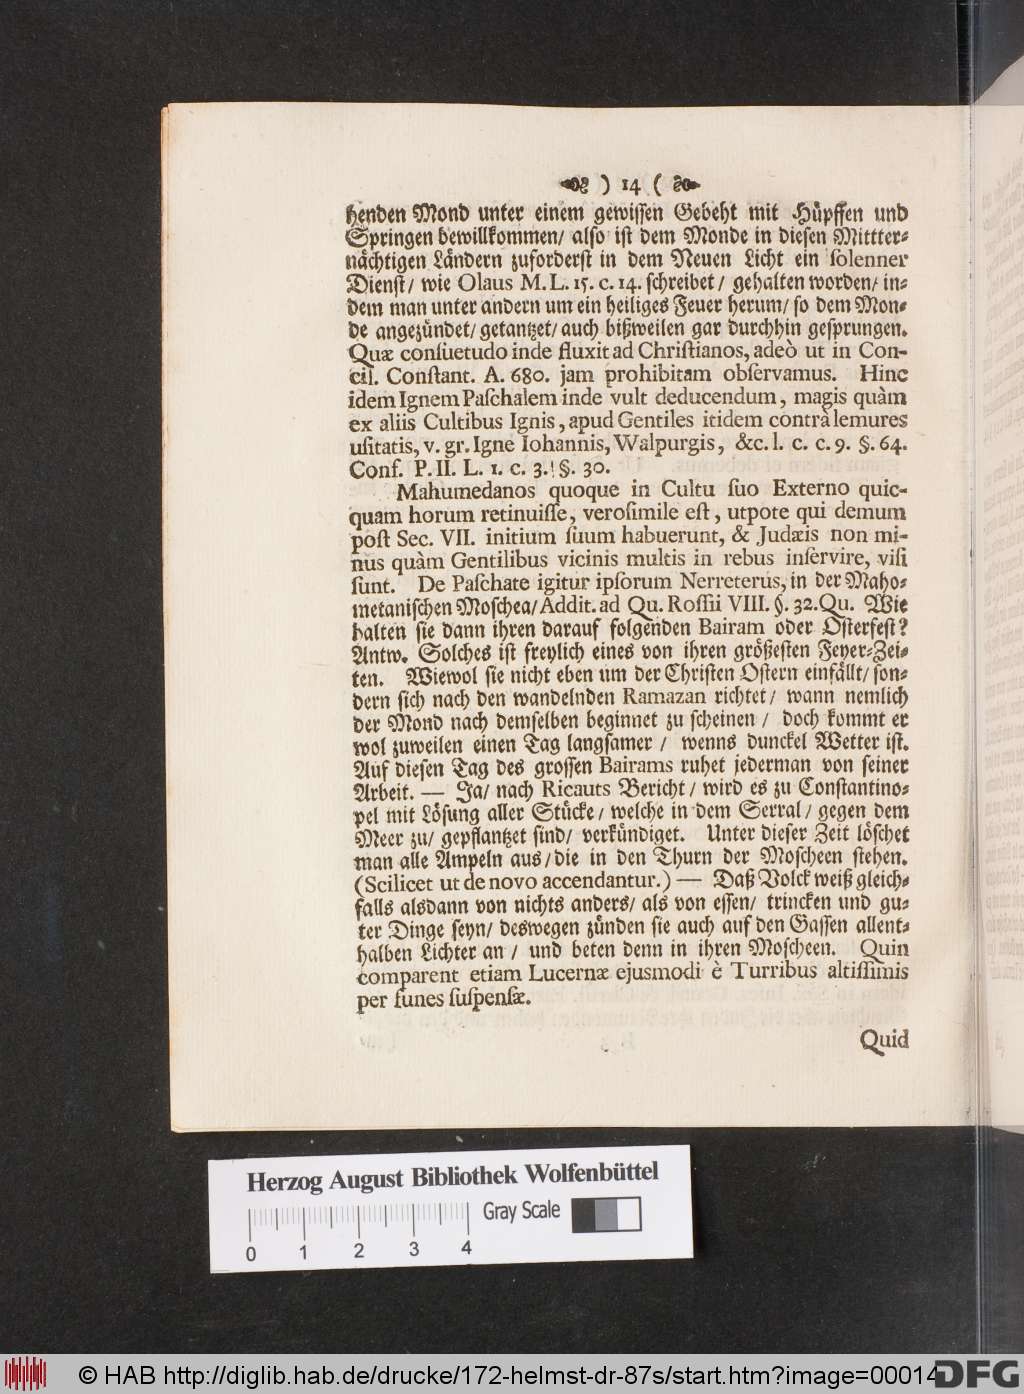 ) 14 (
henden Mond unter einem gewissen Gebeht mit Hüpffen und
Springen bewillkommen/ also ist dem Monde in diesen Mittter-
nächtigen Ländern zuforderst in dem Neuen Licht ein solenner
Dienst/ wie Olaus M. L. 15. c. 14. schreibet/ gehalten worden/ in-
dem man unter andern um ein heiliges Feuer herum/ so dem Mon-
de angezündet/ getantzet/ auch bißweilen gar durchhin gesprungen.
Quæ consuetudo inde fluxit ad Christianos, adeò ut in Con-
cil. Constant. A. 680. jam prohibitam observamus. Hinc
idem Ignem Paschalem inde vult deducendum, magis quàm
ex aliis Cultibus Ignis, apud Gentiles itidem contrà lemures
usitatis, v. gr. Igne Iohannis, Walpurgis, &c. l. c. c. 9. §. 64.
Conf. P. II. L. 1. c. 3. §. 30.
Mahumedanos quoque in Cultu suo Externo quic-
quam horum retinuisse, verosimile est, utpote qui demum
post Sec. VII. initium suum habuerunt, & Judæis non mi-
nus quàm Gentilibus vicinis multis in rebus inservire, visi
sunt. De Paschate igitur ipsorum Nerreterus, in der Maho-
metanischen Moschea/ Addit. ad Qu. Rossii VIII. §. 32. Qu. Wie
halten sie dann ihren darauf folgenden Bairam oder Osterfest?
Antw. Solches ist freylich eines von ihren größesten Feyer-Zei-
ten. Wiewol sie nicht eben um der Christen Ostern einfällt/ son-
dern sich nach den wandelnden Ramazan richtet/ wann nemlich
der Mond nach demselben beginnet zu scheinen / doch kommt er
wol zuweilen einen Tag langsamer / wenns dunckel Wetter ist.
Auf diesen Tag des grossen Bairams ruhet jederman von seiner
Arbeit. — Ja/ nach Ricauts Bericht/ wird es zu Constantino-
pel mit Lösung aller Stücke/ welche in dem Serral/ gegen dem
Meer zu/ gepflantzet sind/ verkündiget. Unter dieser Zeit löschet
man alle Ampeln aus/ die in den Thurn der Moscheen stehen.
(Scilicet ut de novo accendantur.) — Daß Volck weiß gleich-
falls alsdann von nichts anders/ als von essen/ trincken und gu-
ter Dinge seyn/ deswegen zünden sie auch auf den Gassen allent-
halben Lichter an / und beten denn in ihren Moscheen. Quin
comparent etiam Lucernæ ejusmodi è Turribus altissimis
per funes suspensæ.
Quid
Herzog August Bibliothek Wolfenbüttel
Gray Scale
0 1 2 3 4
© HAB http://diglib.hab.de/drucke/172-helmst-dr-87s/start.htm?image=00014
DFG